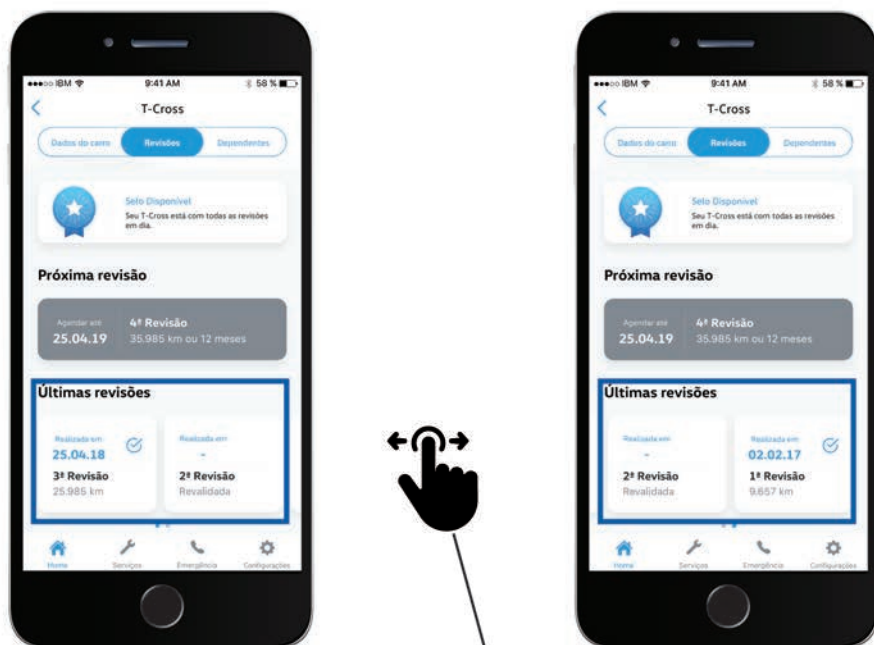 IBM 9:41 AM 58 %
T-Cross
Dados do carro Revisões Dependentes
Selo Disponível
Seu T-Cross está com todas as revisões
em dia.
Próxima revisão
Agendar até
25.04.19
4ª Revisão
35.985 km ou 12 meses
Últimas revisões
Realizada em
25.04.18
3ª Revisão
25.985 km
Realizada em
-
2ª Revisão
Revalidada
Home Serviços Emergência Configurações
IBM 9:41 AM 58 %
T-Cross
Dados do carro Revisões Dependentes
Selo Disponível
Seu T-Cross está com todas as revisões
em dia.
Próxima revisão
Agendar até
25.04.19
4ª Revisão
35.985 km ou 12 meses
Últimas revisões
Realizada em
-
2ª Revisão
Revalidada
Realizada em
02.02.17
1ª Revisão
9.657 km
Home Serviços Emergência Configurações